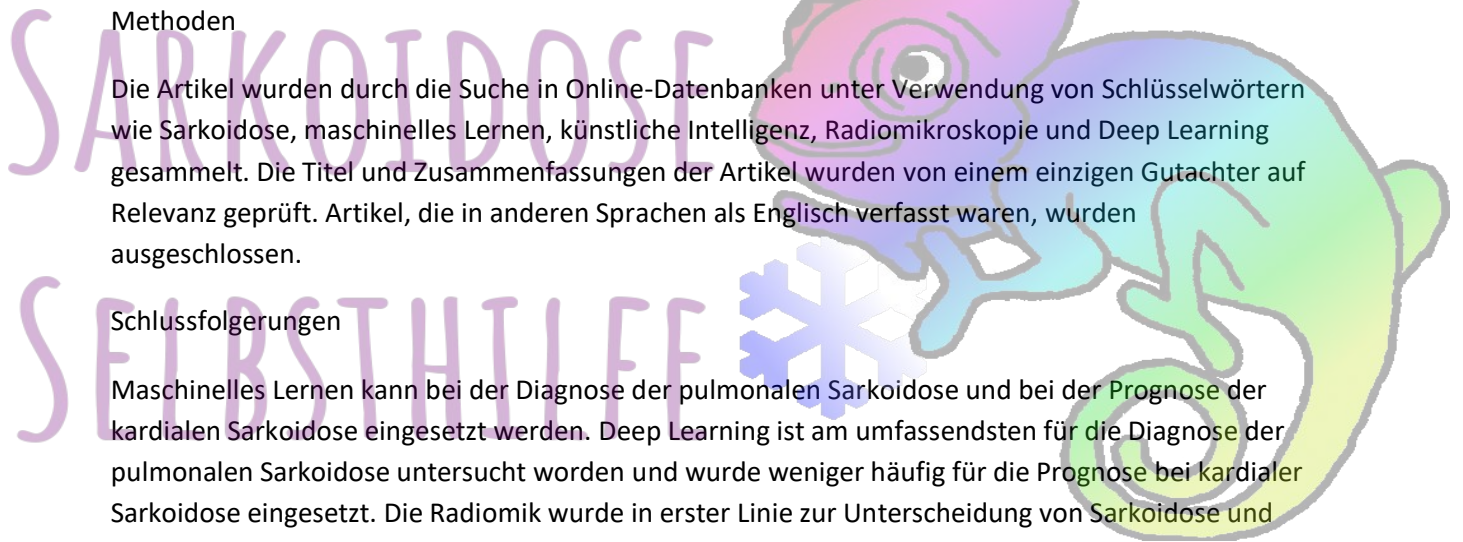 Methoden
Die Artikel wurden durch die Suche in Online-Datenbanken unter Verwendung von Schlüsselwörtern
wie Sarkoidose, maschinelles Lernen, künstliche Intelligenz, Radiomikroskopie und Deep Learning
gesammelt. Die Titel und Zusammenfassungen der Artikel wurden von einem einzigen Gutachter auf
Relevanz geprüft. Artikel, die in anderen Sprachen als Englisch verfasst waren, wurden
ausgeschlossen.
Schlussfolgerungen
Maschinelles Lernen kann bei der Diagnose der pulmonalen Sarkoidose und bei der Prognose der
kardialen Sarkoidose eingesetzt werden. Deep Learning ist am umfassendsten für die Diagnose der
pulmonalen Sarkoidose untersucht worden und wurde weniger häufig für die Prognose bei kardialer
Sarkoidose eingesetzt. Die Radiomik wurde in erster Linie zur Unterscheidung von Sarkoidose und
SARKOIDOSE
SELBSTHILFE